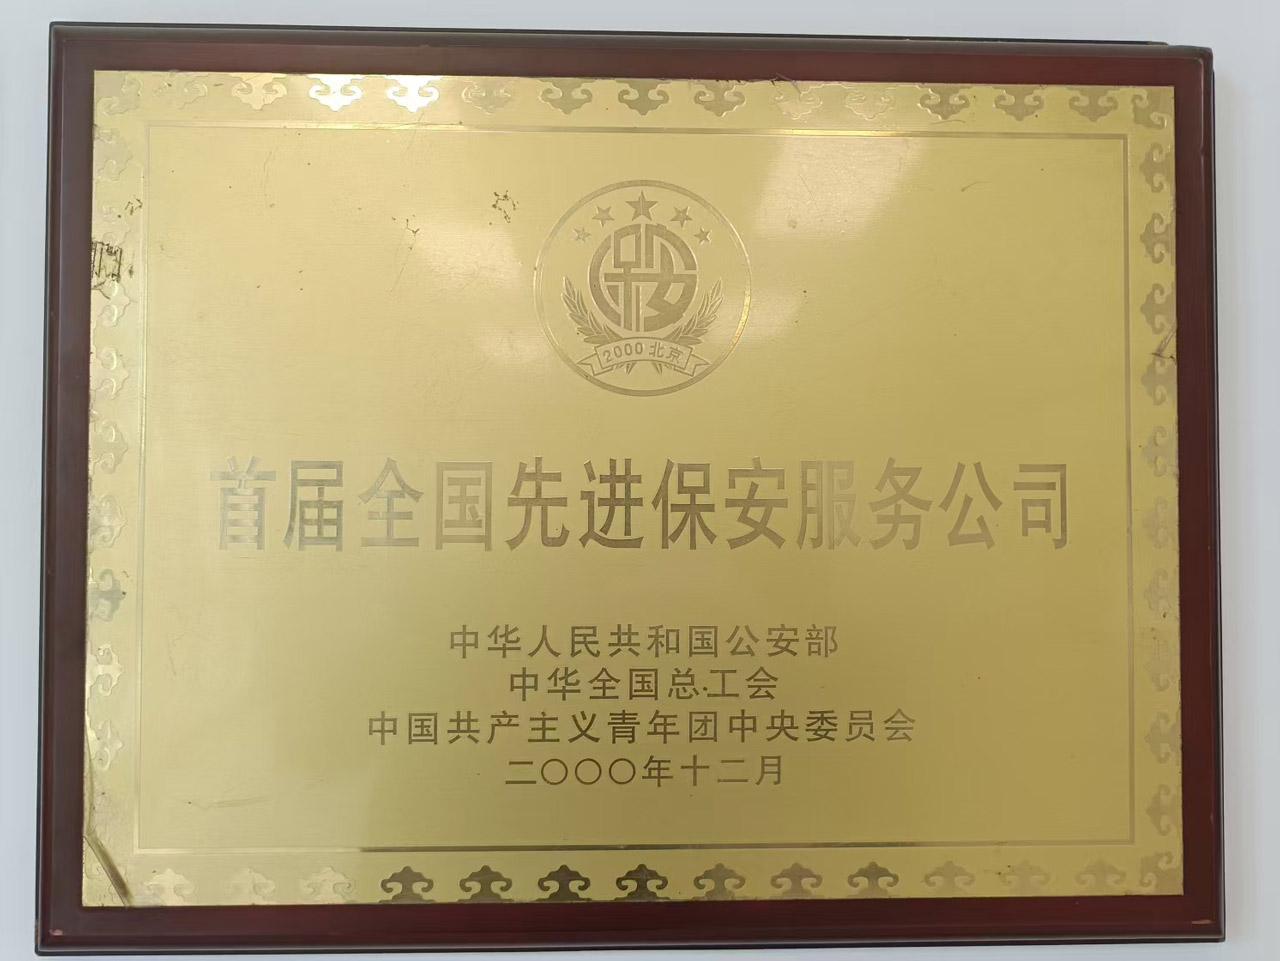 保安
2000 北京
首届全国先进保安服务公司
中华人民共和国公安部
中华全国总工会
中国共产主义青年团中央委员会
二〇〇〇年十二月